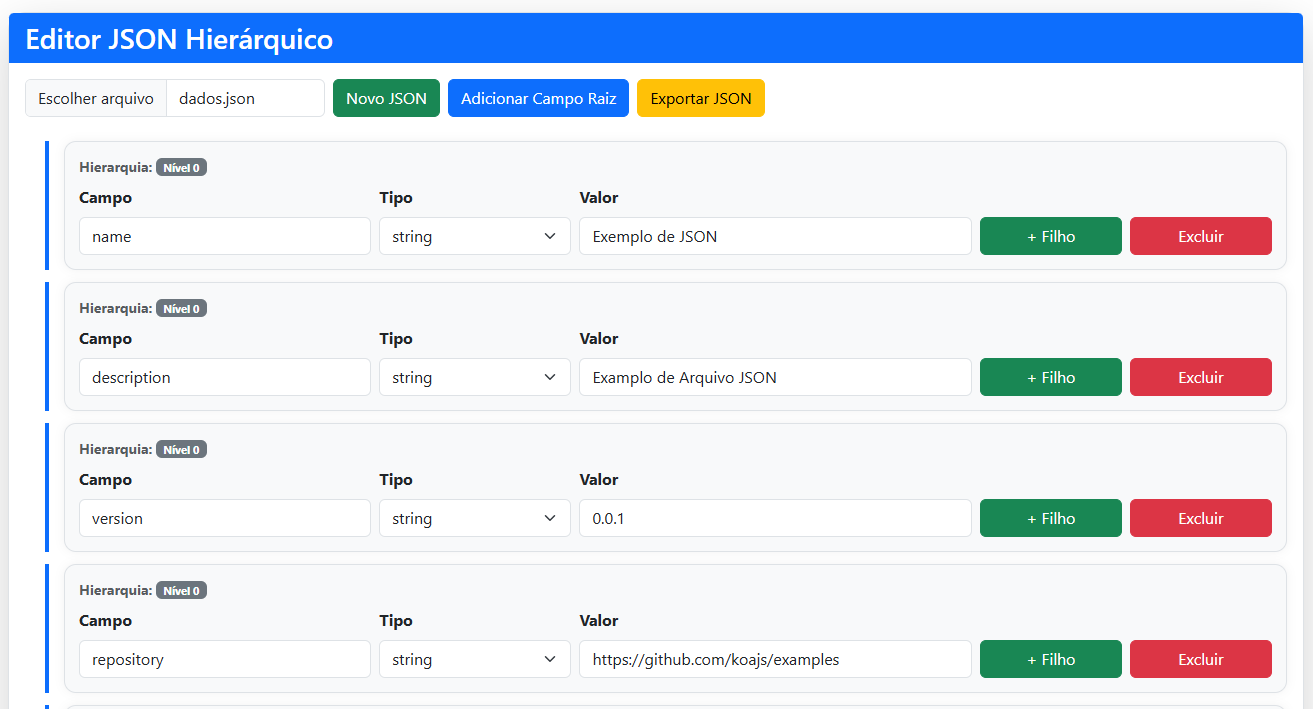 Editor JSON Hierárquico
Escolher arquivo dados.json Novo JSON Adicionar Campo Raiz Exportar JSON
Hierarquia: Nível 0
Campo Tipo Valor
name string Exemplo de JSON + Filho Excluir
Hierarquia: Nível 0
Campo Tipo Valor
description string Examplo de Arquivo JSON + Filho Excluir
Hierarquia: Nível 0
Campo Tipo Valor
version string 0.0.1 + Filho Excluir
Hierarquia: Nível 0
Campo Tipo Valor
repository string https://github.com/koajs/examples + Filho Excluir